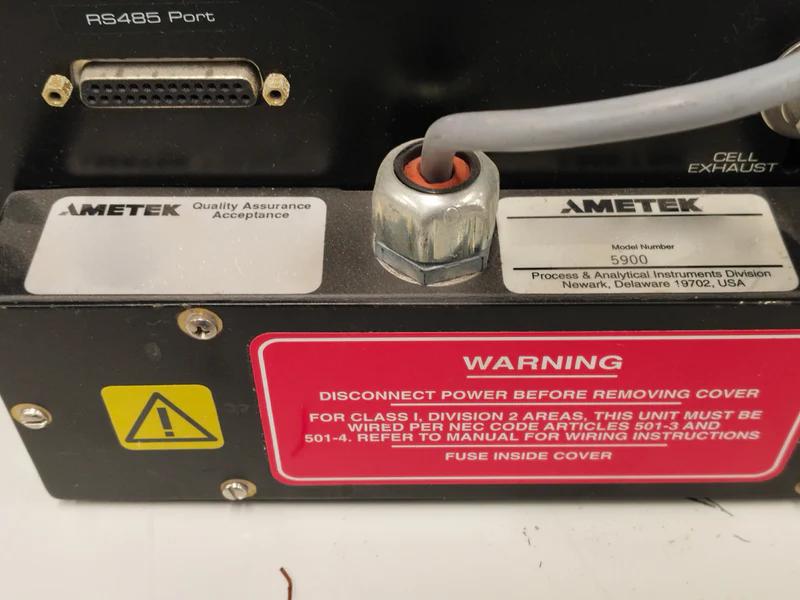 RS485 Port
CELL
EXHAUST
AMETEK Quality Assurance
Acceptance
AMETEK
Model Number
5900
Process & Analytical Instruments Division
Newark, Delaware 19702, USA
WARNING
DISCONNECT POWER BEFORE REMOVING COVER
FOR CLASS I, DIVISION 2 AREAS, THIS UNIT MUST BE
WIRED PER NEC CODE ARTICLES 501-3 AND
501-4. REFER TO MANUAL FOR WIRING INSTRUCTIONS
FUSE INSIDE COVER